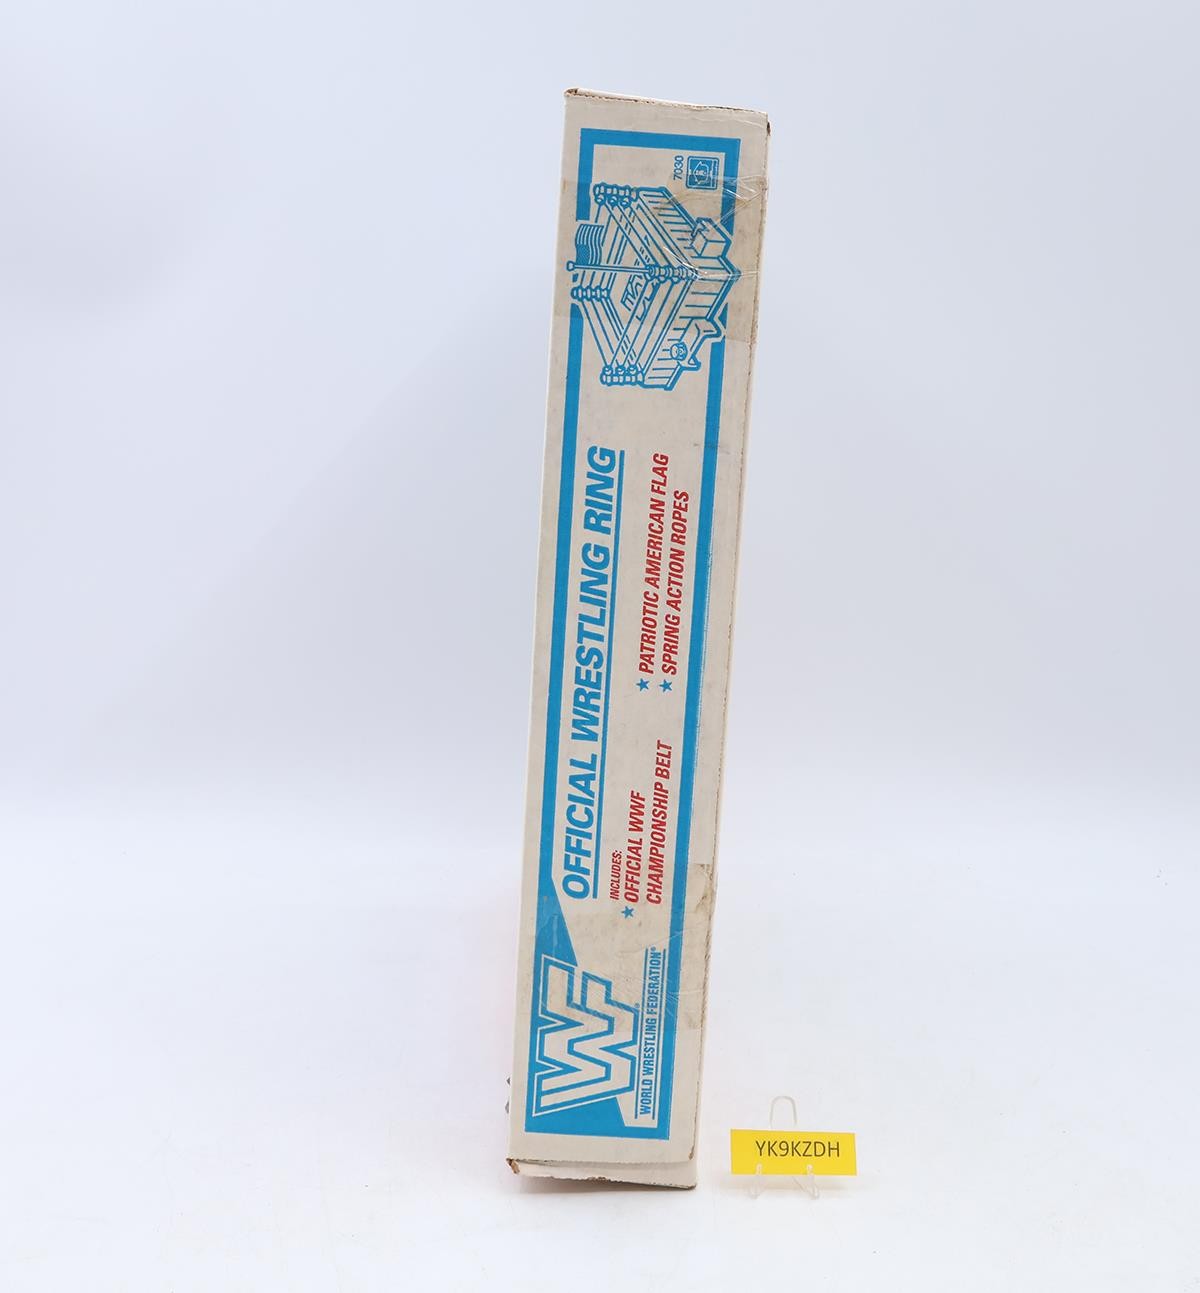 WWF
WORLD WRESTLING FEDERATION®
OFFICIAL WRESTLING RING
INCLUDES:
★ OFFICIAL WWF
CHAMPIONSHIP BELT
★ PATRIOTIC AMERICAN FLAG
★ SPRING ACTION ROPES
7030
YK9KZDH